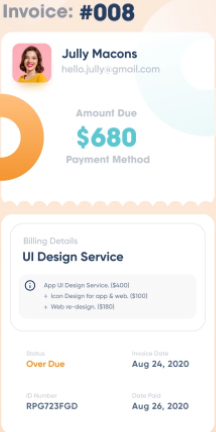 Invoice: #008
Jully Macons
hello.jully@gmail.com
Amount Due
$680
Payment Method
Billing Details
UI Design Service
App UI Design Service. ($400)
+ Icon Design for app & web. ($100)
+ Web re-design. ($180)
Status
Over Due
Invoice Date
Aug 24, 2020
ID Number
RPG723FGD
Date Paid
Aug 26, 2020